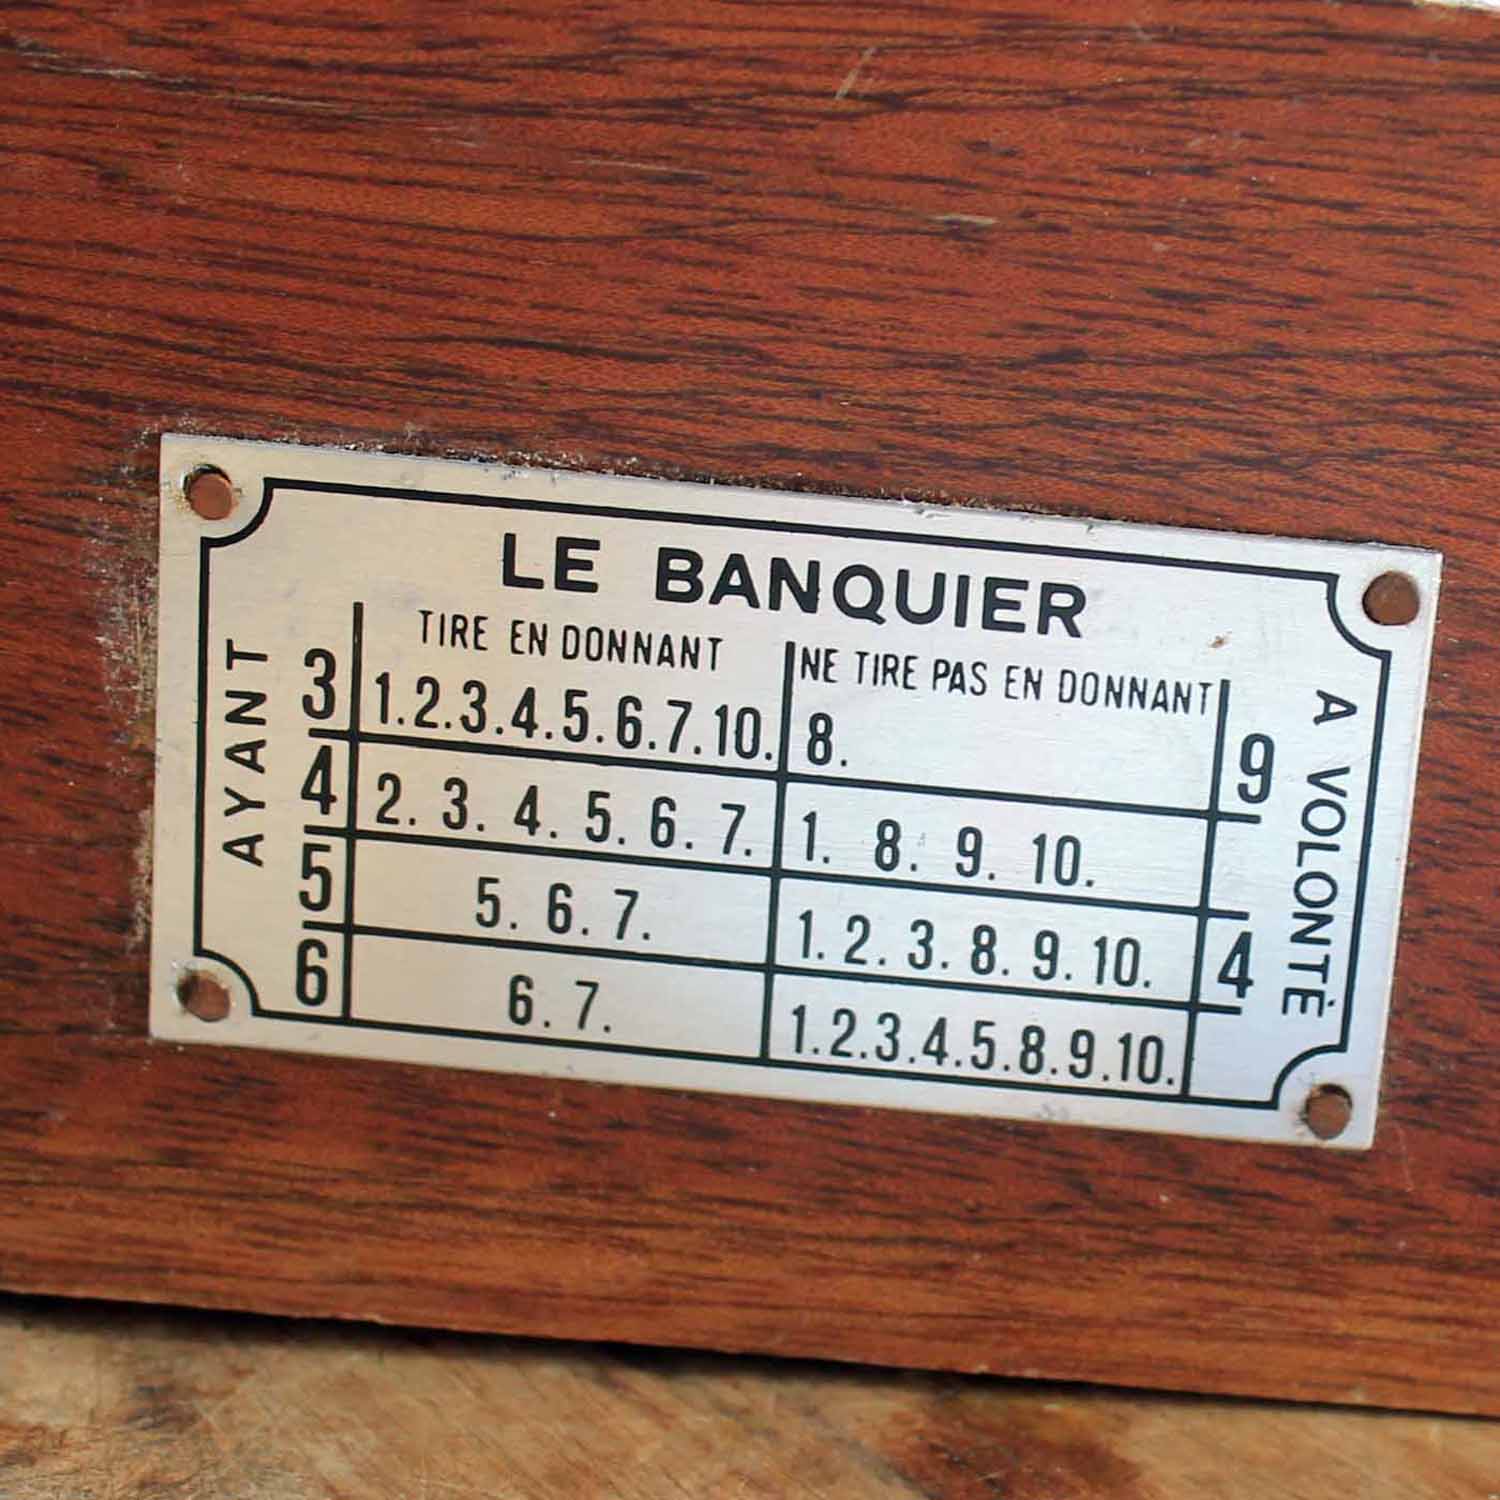 LE BANQUIER
TIRE EN DONNANT NE TIRE PAS EN DONNANT
AYANT
3 1.2.3.4.5.6.7.10. 8. 9
4 2. 3. 4. 5. 6. 7. 1. 8. 9. 10.
5 5. 6. 7. 1. 2. 3. 8. 9. 10. 4
6 6. 7. 1.2.3.4.5.8.9.10.
A VOLONTÉ